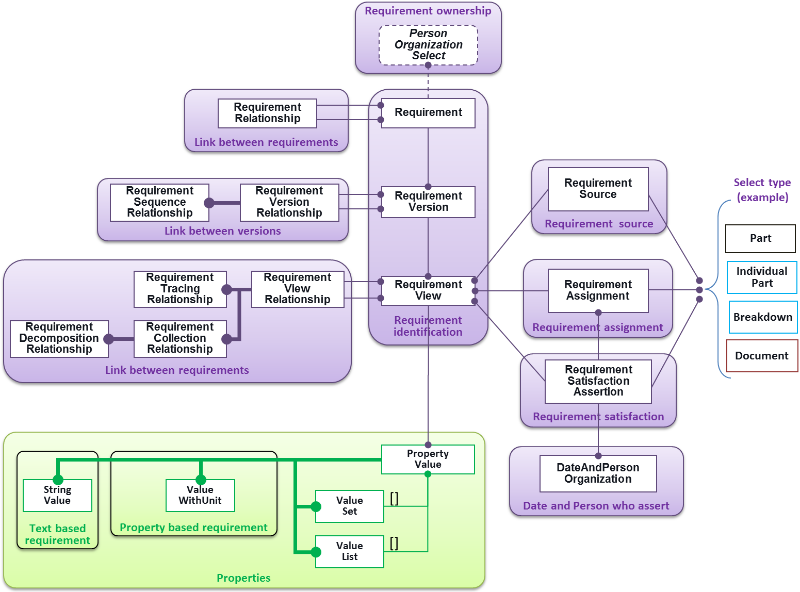 Requirement ownership
Person
Organization
Select
Requirement
Relationship
Link between requirements
Requirement
Requirement
Sequence
Relationship
Requirement
Version
Relationship
Link between versions
Requirement
Version
Requirement
Tracing
Relationship
Requirement
View
Relationship
Requirement
Decomposition
Relationship
Requirement
Collection
Relationship
Link between requirements
Requirement
View
Requirement
identification
Requirement
Source
Requirement source
Requirement
Assignment
Requirement assignment
Requirement
Satisfaction
Assertion
Requirement satisfaction
DateAndPerson
Organization
Date and Person who assert
Select type
(example)
Part
Individual
Part
Breakdown
Document
Property
Value
String
Value
Text based
requirement
Value
WithUnit
Property based requirement
Value
Set
[]
Value
List
[]
Properties